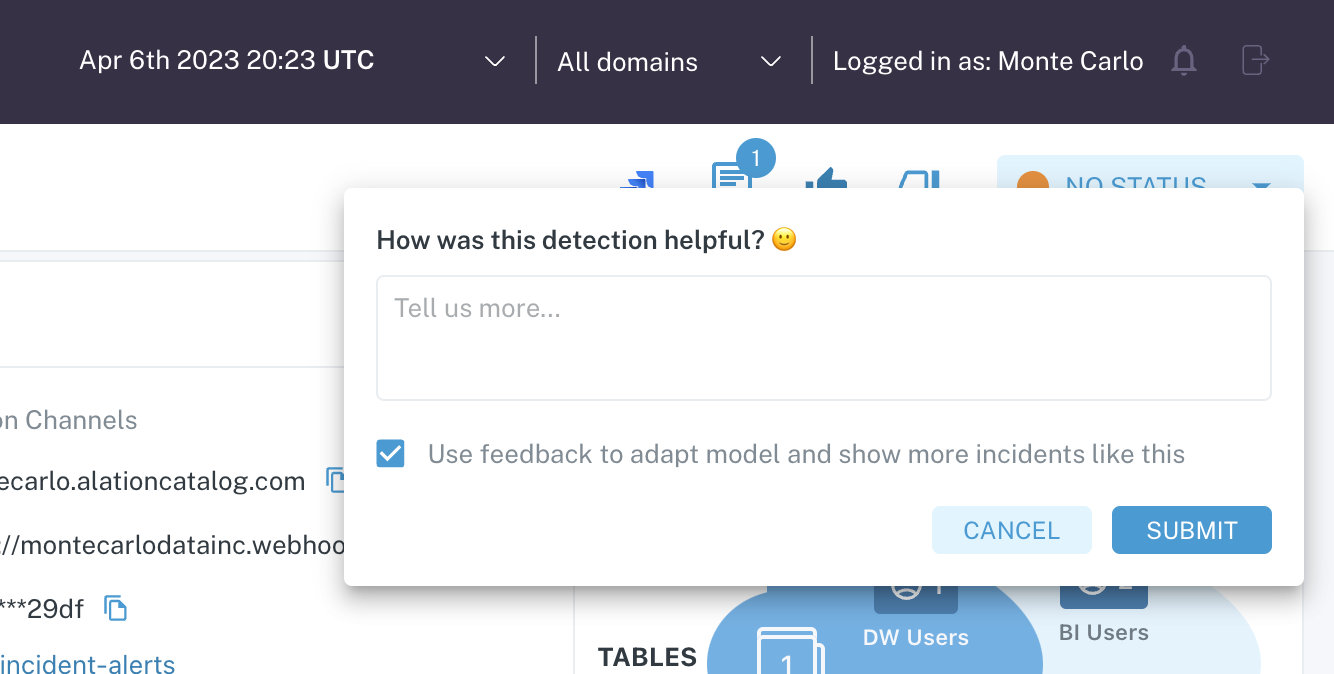 Apr 6th 2023 20:23 UTC
All domains
Logged in as: Monte Carlo
1
NO STATUS
How was this detection helpful?
Tell us more...
Use feedback to adapt model and show more incidents like this
CANCEL
SUBMIT
on Channels
ecarlo.alationcatalog.com
://montecarlodatainc.webhoo
***29df
incident-alerts
TABLES
1
1
DW Users
BI Users